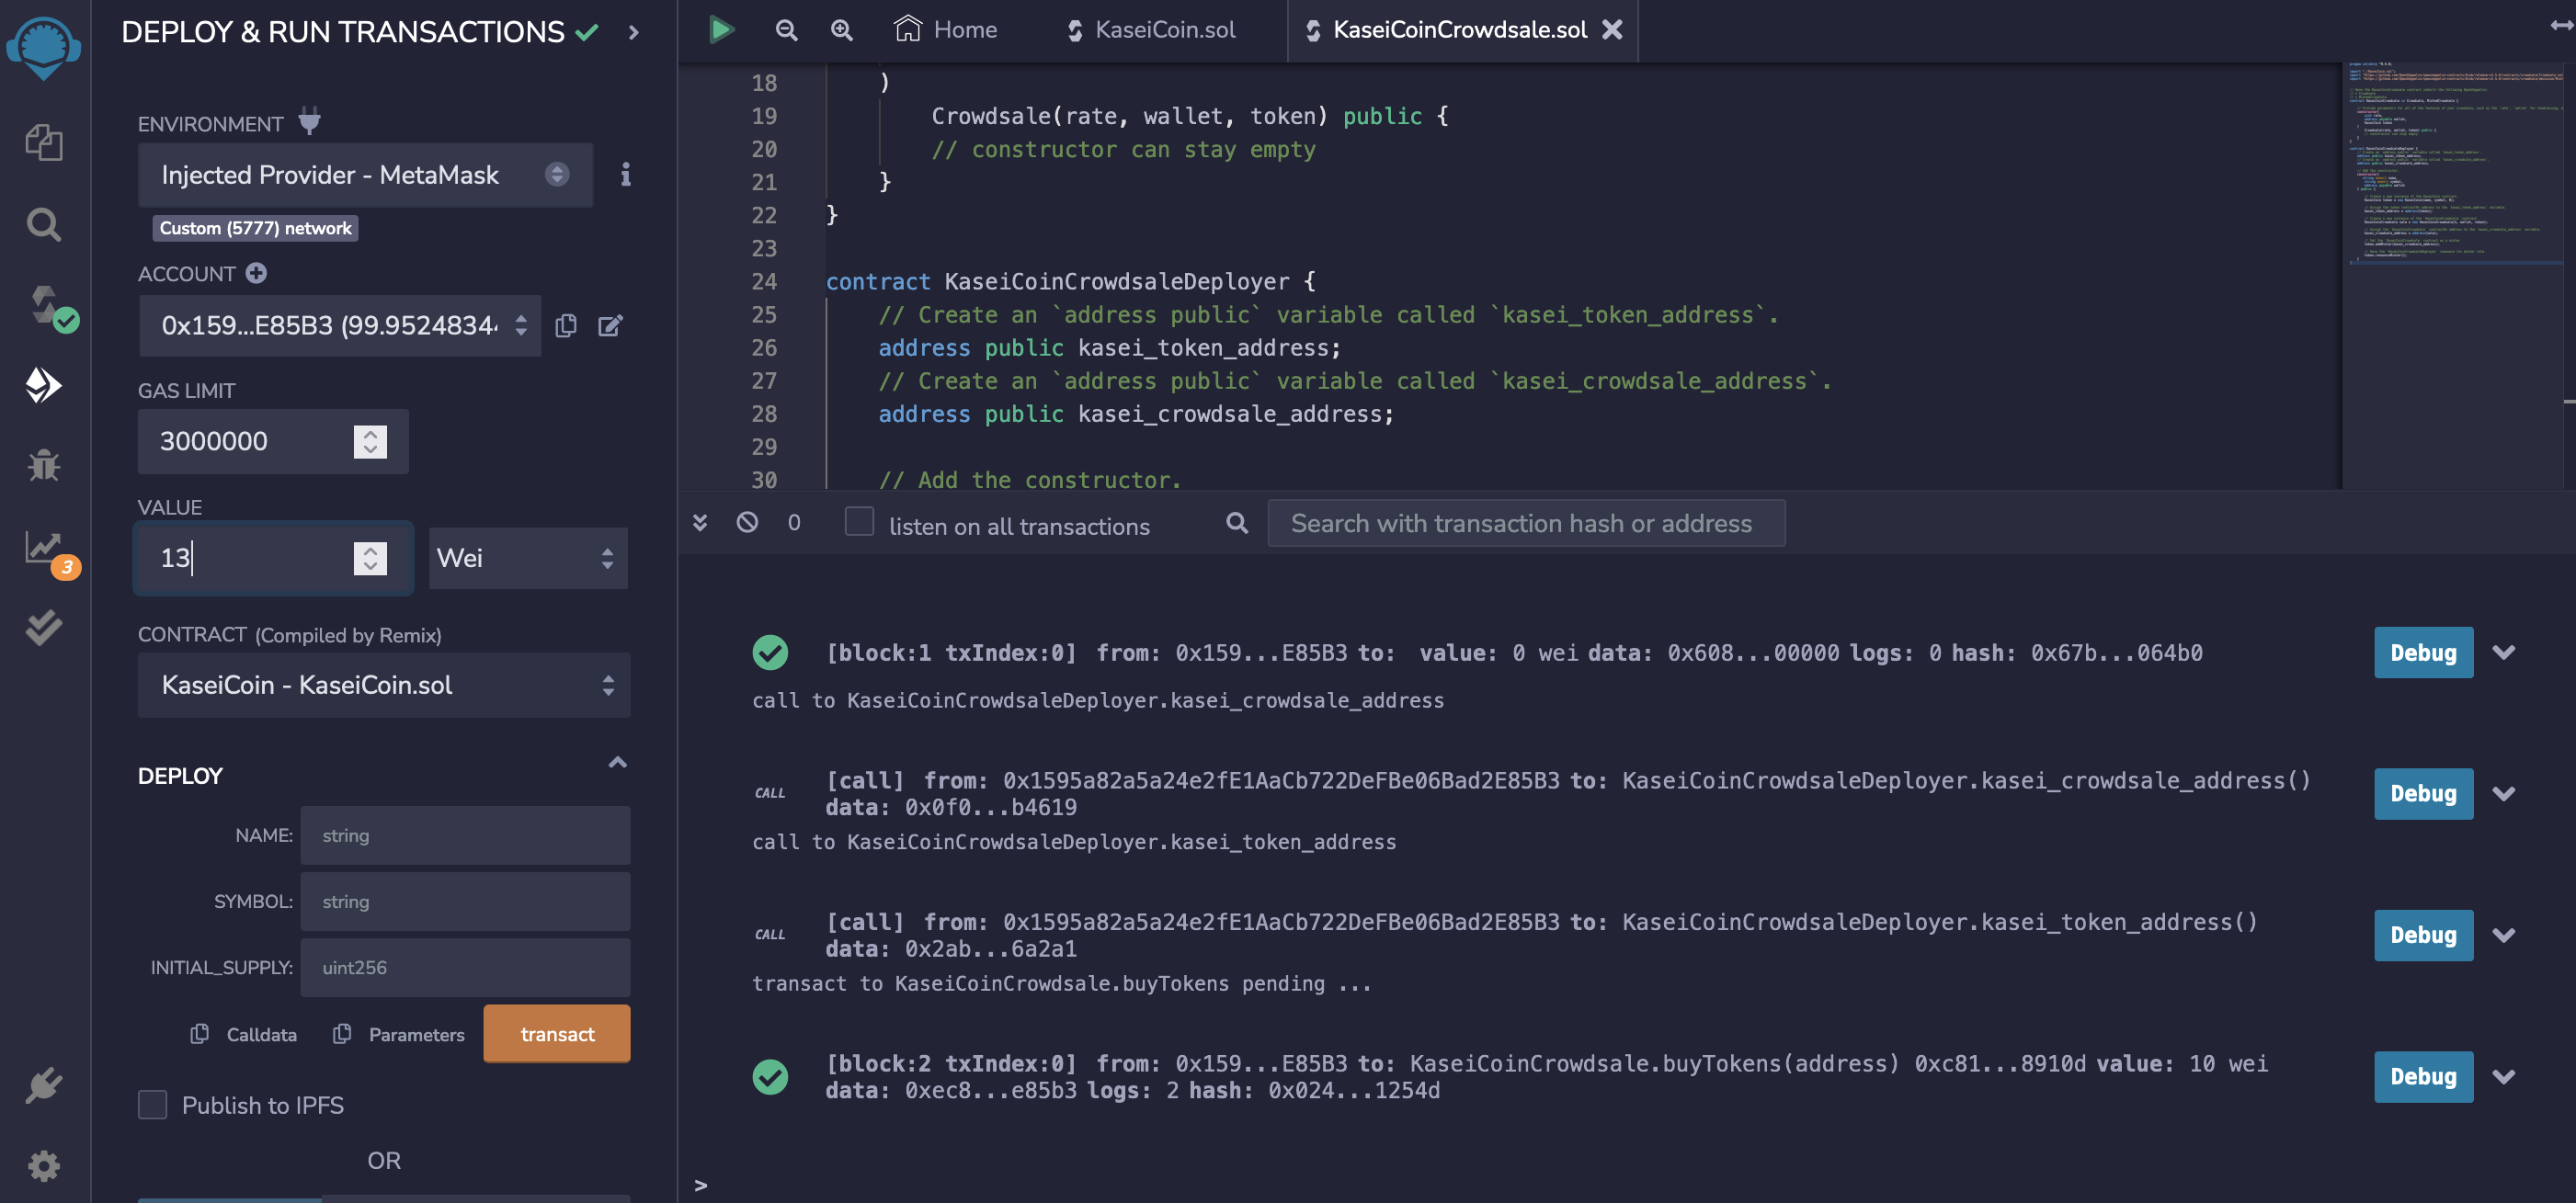 DEPLOY & RUN TRANSACTIONS
ENVIRONMENT
Injected Provider - MetaMask
Custom (5777) network
ACCOUNT
0x159...E85B3 (99.9524834
GAS LIMIT
3000000
VALUE
13
Wei
CONTRACT (Compiled by Remix)
KaseiCoin - KaseiCoin.sol
DEPLOY
NAME: string
SYMBOL: string
INITIAL_SUPPLY: uint256
Calldata Parameters transact
Publish to IPFS
OR
3
Home KaseiCoin.sol KaseiCoinCrowdsale.sol
18 )
19 Crowdsale(rate, wallet, token) public {
20 // constructor can stay empty
21 }
22 }
23
24 contract KaseiCoinCrowdsaleDeployer {
25 // Create an `address public` variable called `kasei_token_address`.
26 address public kasei_token_address;
27 // Create an `address public` variable called `kasei_crowdsale_address`.
28 address public kasei_crowdsale_address;
29
30 // Add the constructor.
0 listen on all transactions Search with transaction hash or address
[block:1 txIndex:0] from: 0x159...E85B3 to: value: 0 wei data: 0x608...00000 logs: 0 hash: 0x67b...064b0 Debug
call to KaseiCoinCrowdsaleDeployer.kasei_crowdsale_address
CALL [call] from: 0x1595a82a5a24e2fE1AaCb722DeFBe06Bad2E85B3 to: KaseiCoinCrowdsaleDeployer.kasei_crowdsale_address() Debug
data: 0x0f0...b4619
call to KaseiCoinCrowdsaleDeployer.kasei_token_address
CALL [call] from: 0x1595a82a5a24e2fE1AaCb722DeFBe06Bad2E85B3 to: KaseiCoinCrowdsaleDeployer.kasei_token_address() Debug
data: 0x2ab...6a2a1
transact to KaseiCoinCrowdsale.buyTokens pending ...
[block:2 txIndex:0] from: 0x159...E85B3 to: KaseiCoinCrowdsale.buyTokens(address) 0xc81...8910d value: 10 wei Debug
data: 0xec8...e85b3 logs: 2 hash: 0x024...1254d
>